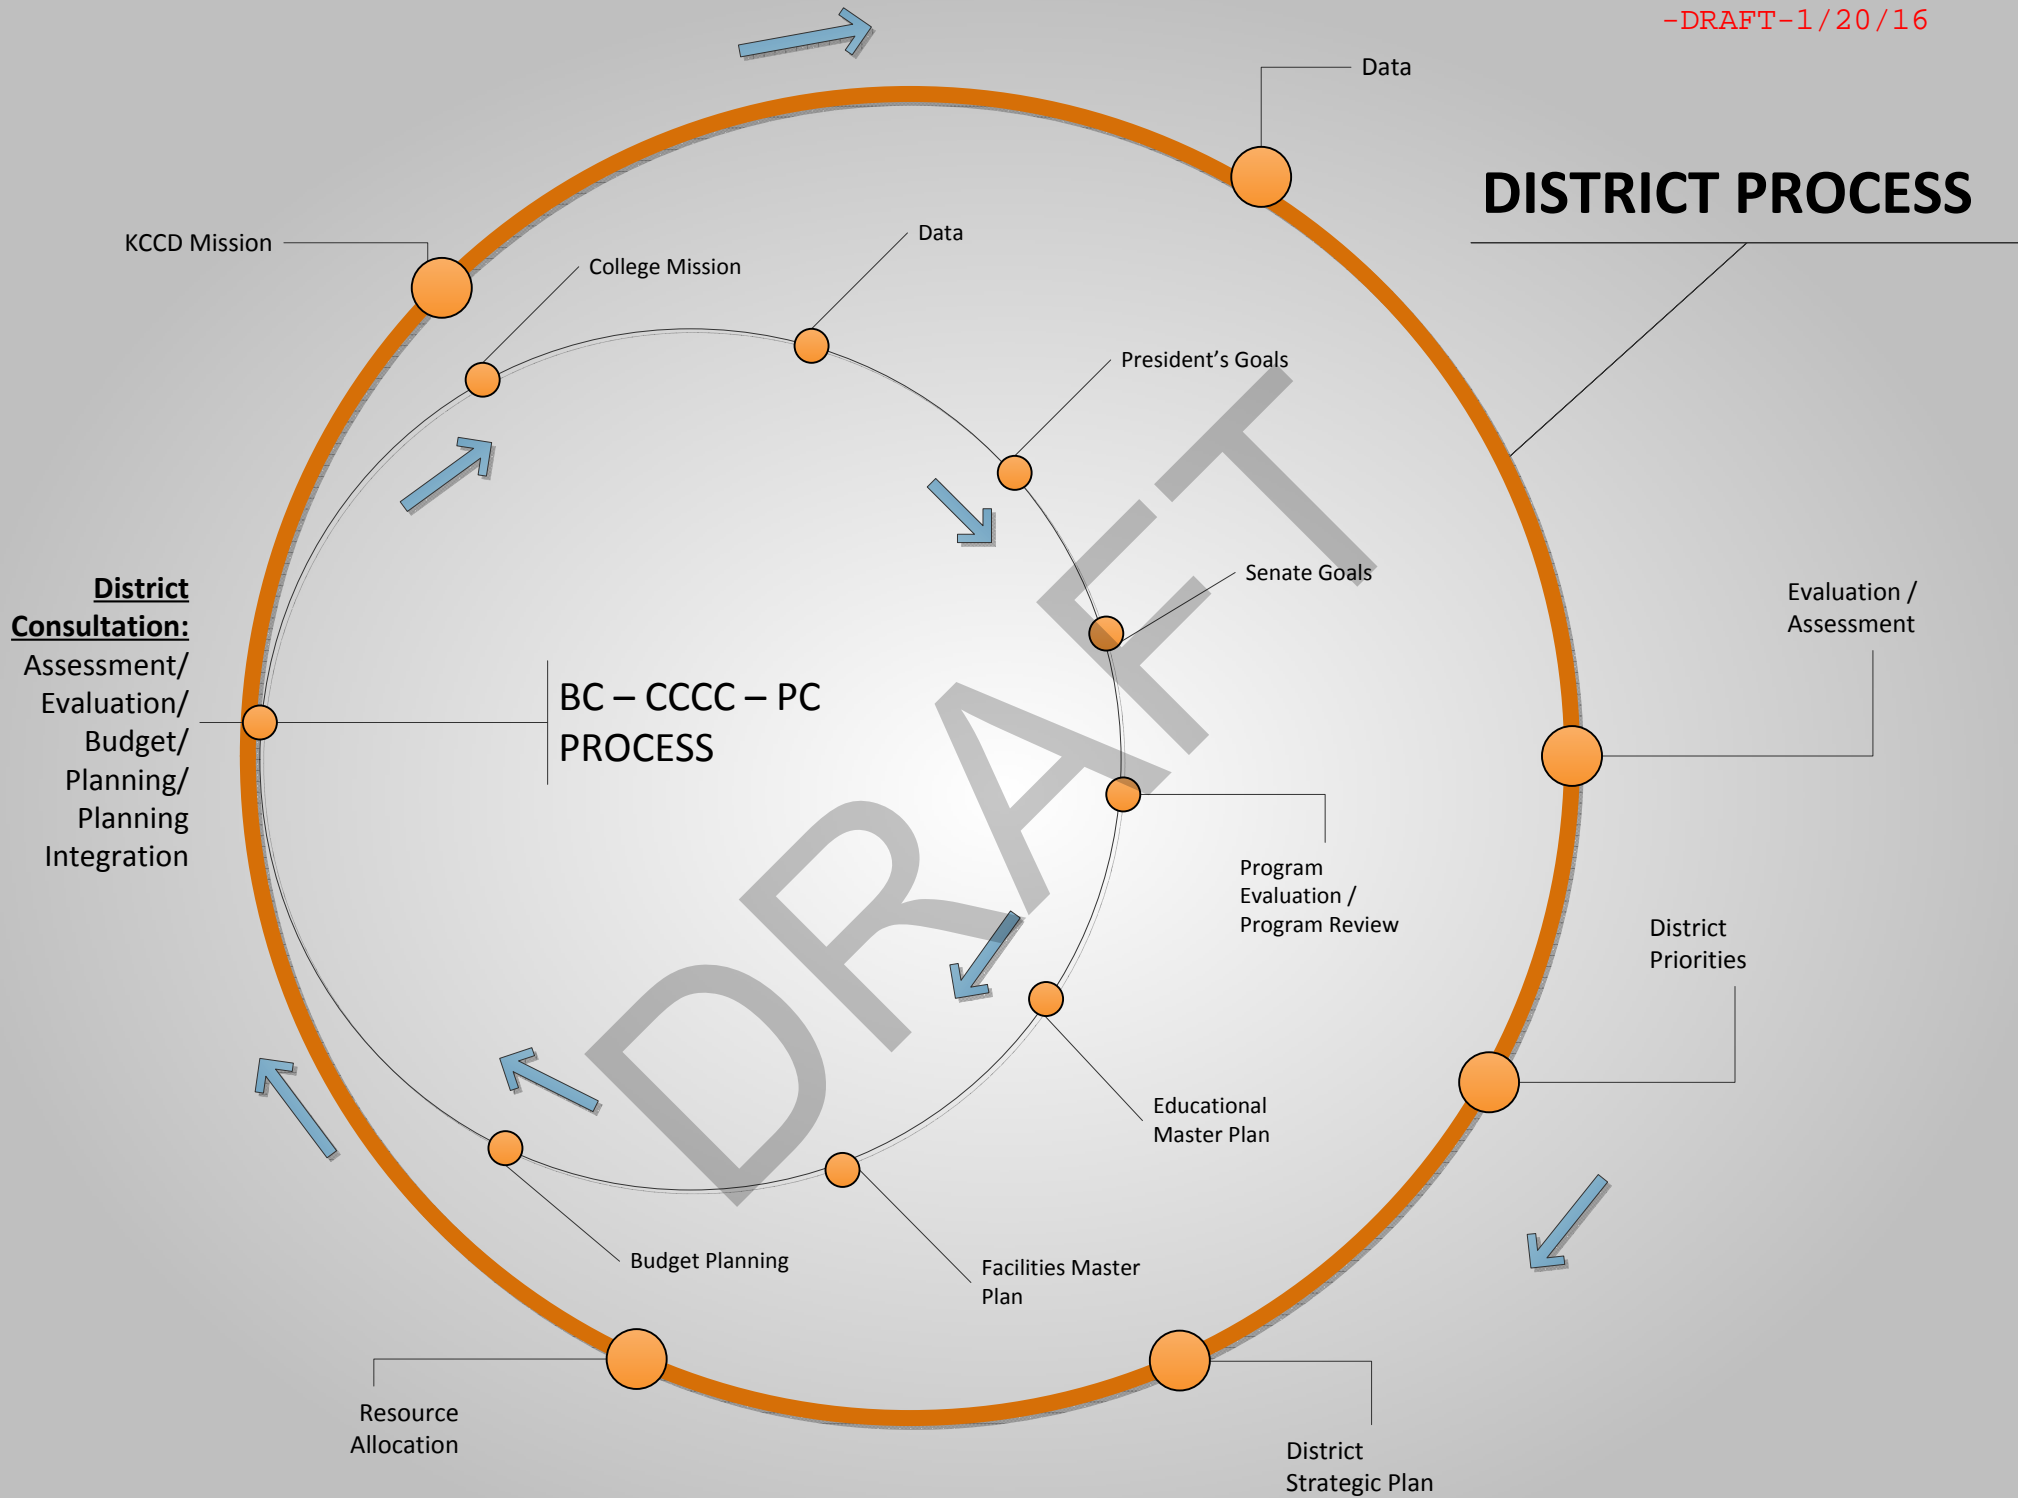 -DRAFT-1/20/16
Data
DISTRICT PROCESS
KCCD Mission
Data
College Mission
President’s Goals
Senate Goals
Evaluation /
Assessment
District
Consultation:
Assessment/
Evaluation/
Budget/
Planning/
Planning
Integration
BC – CCCC – PC
PROCESS
Program
Evaluation /
Program Review
District
Priorities
Educational
Master Plan
Budget Planning
Facilities Master
Plan
Resource
Allocation
District
Strategic Plan
DRAFT